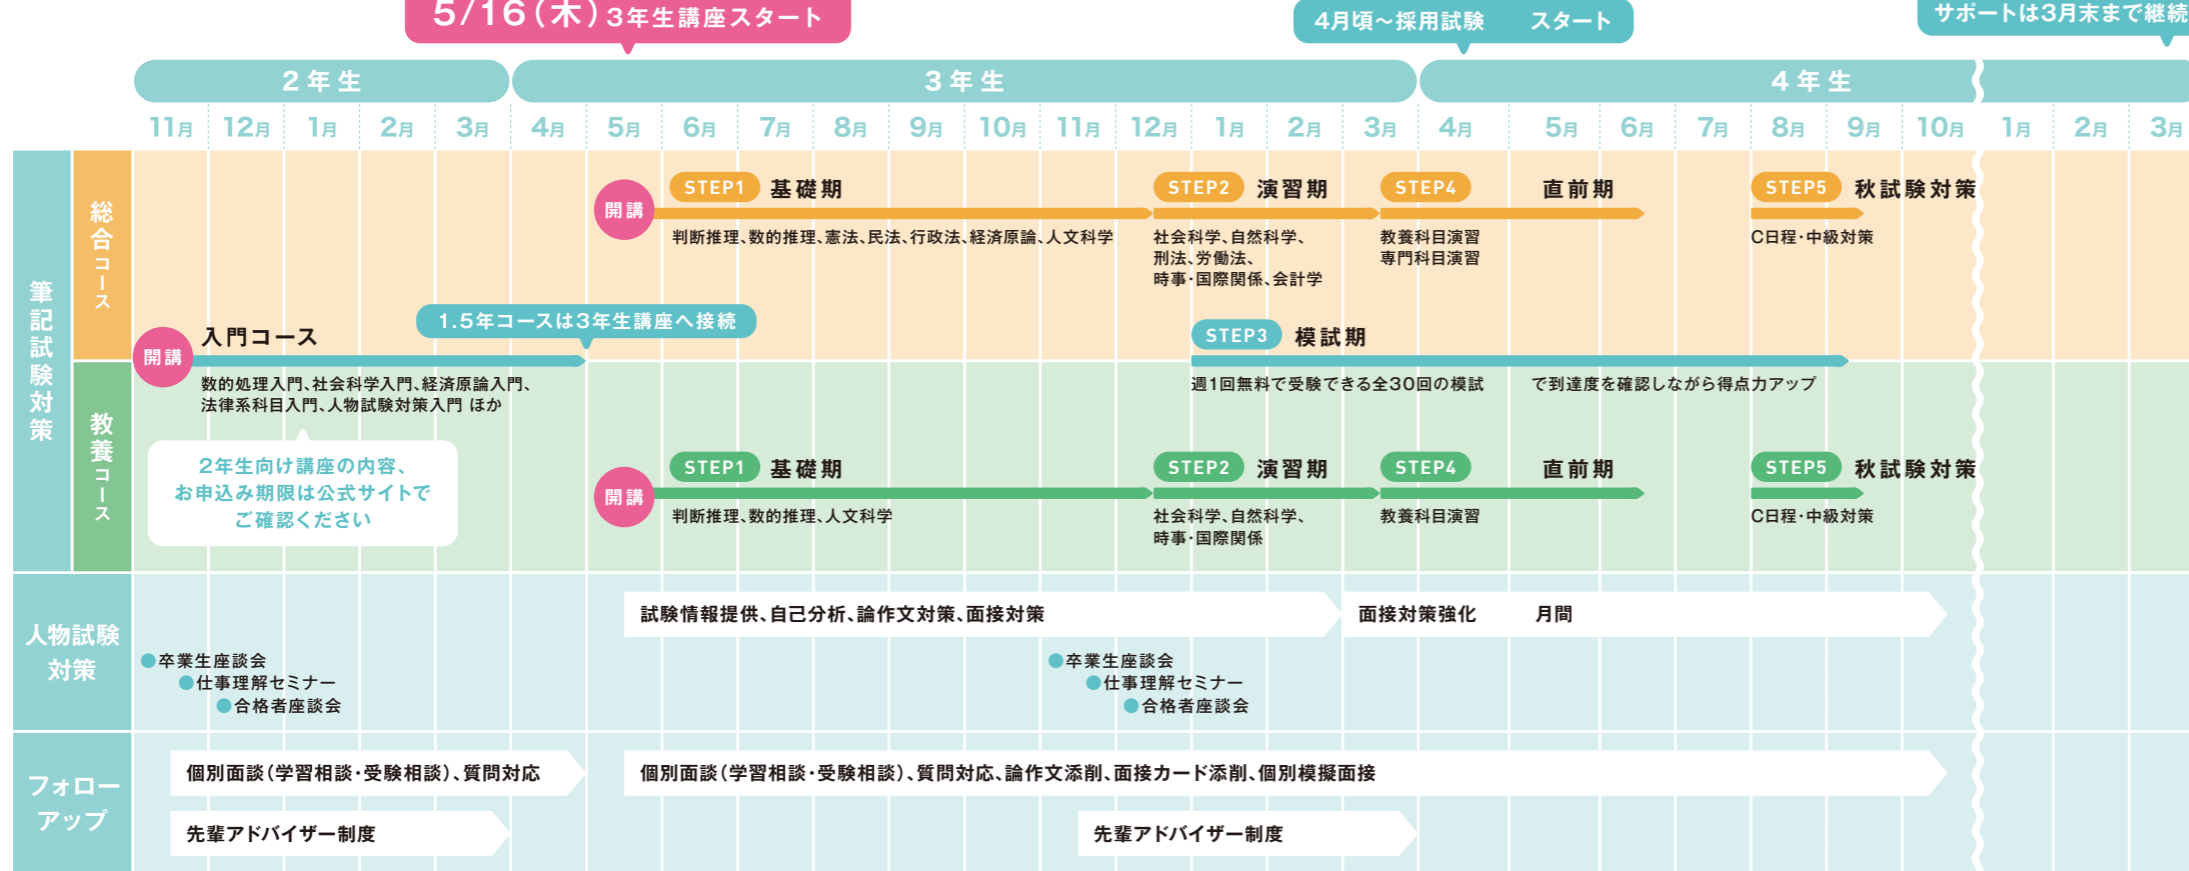 5/16(木)3年生講座スタート
4月頃～採用試験 スタート
サポートは3月末まで継続
2年生
3年生
4年生
11月 12月 1月 2月 3月 4月 5月 6月 7月 8月 9月 10月 11月 12月 1月 2月 3月 4月 5月 6月 7月 8月 9月 10月 1月 2月 3月
筆記試験対策
総合コース
開講
STEP1 基礎期
判断推理、数的推理、憲法、民法、行政法、経済原論、人文科学
STEP2 演習期
社会科学、自然科学、
刑法、労働法、
時事・国際関係、会計学
STEP4 直前期
教養科目演習
専門科目演習
STEP5 秋試験対策
C日程・中級対策
1.5年コースは3年生講座へ接続
開講
入門コース
数的処理入門、社会科学入門、経済原論入門、
法律系科目入門、人物試験対策入門 ほか
STEP3 模試期
週1回無料で受験できる全30回の模試 で到達度を確認しながら得点力アップ
2年生向け講座の内容、
お申込み期限は公式サイトで
ご確認ください
教養コース
開講
STEP1 基礎期
判断推理、数的推理、人文科学
STEP2 演習期
社会科学、自然科学、
時事・国際関係
STEP4 直前期
教養科目演習
STEP5 秋試験対策
C日程・中級対策
人物試験
対策
試験情報提供、自己分析、論作文対策、面接対策
面接対策強化 月間
卒業生座談会
仕事理解セミナー
合格者座談会
卒業生座談会
仕事理解セミナー
合格者座談会
フォロー
アップ
個別面談(学習相談・受験相談)、質問対応
個別面談(学習相談・受験相談)、質問対応、論作文添削、面接カード添削、個別模擬面接
先輩アドバイザー制度
先輩アドバイザー制度